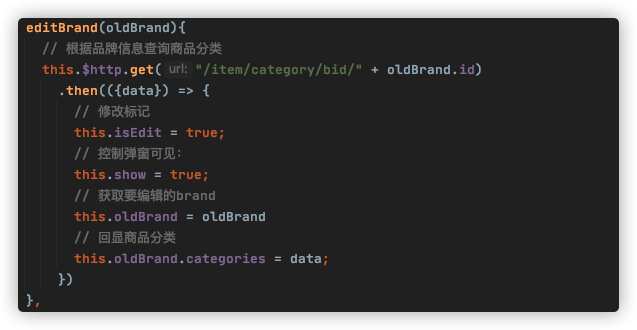 editBrand(oldBrand){
// 根据品牌信息查询商品分类
this.$http.get( url: "/item/category/bid/" + oldBrand.id)
.then(({data}) => {
// 修改标记
this.isEdit = true;
// 控制弹窗可见：
this.show = true;
// 获取要编辑的brand
this.oldBrand = oldBrand
// 回显商品分类
this.oldBrand.categories = data;
})
},